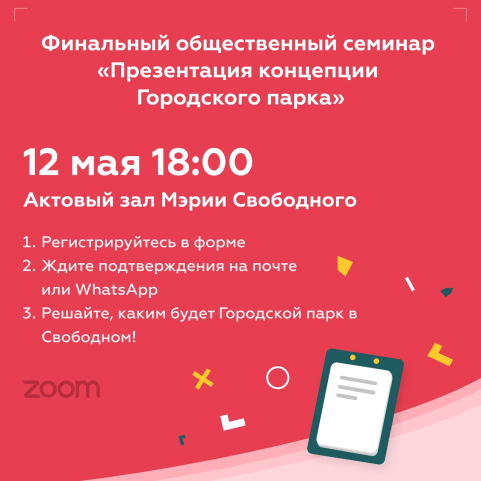 Финальный общественный семинар
«Презентация концепции
Городского парка»
12 мая 18:00
Актовый зал Мэрии Свободного
1. Регистрируйтесь в форме
2. Ждите подтверждения на почте
или WhatsApp
3. Решайте, каким будет Городской парк в
Свободном!
zoom